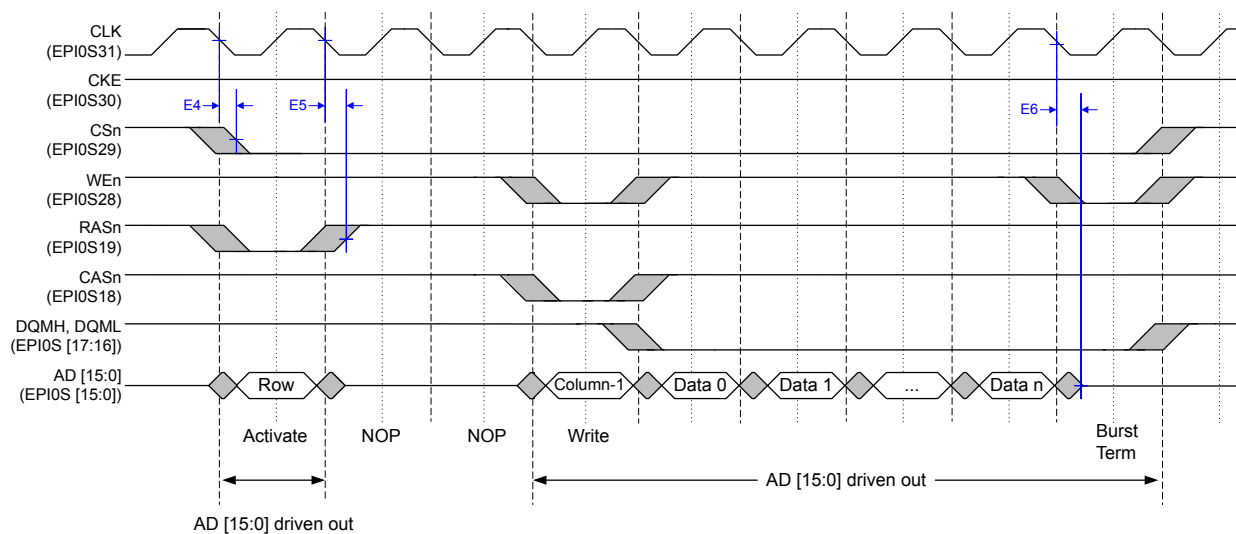 CLK
(EPI0S31)
CKE
(EPI0S30)
E4
E5
E6
CSn
(EPI0S29)
WEn
(EPI0S28)
RASn
(EPI0S19)
CASn
(EPI0S18)
DQMH, DQML
(EPI0S [17:16])
AD [15:0]
(EPI0S [15:0])
Row
Column-1
Data 0
Data 1
...
Data n
Activate
NOP
NOP
Write
Burst
Term
AD [15:0] driven out
AD [15:0] driven out